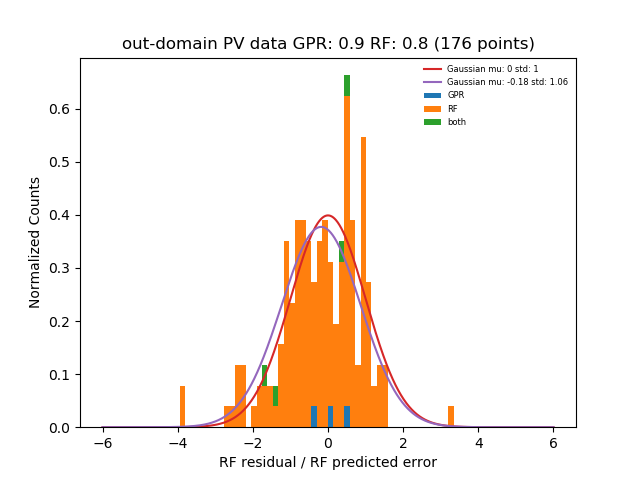 out-domain PV data GPR: 0.9 RF: 0.8 (176 points)
Gaussian mu: 0 std: 1
Gaussian mu: -0.18 std: 1.06
GPR
RF
both
Normalized Counts
0.6
0.5
0.4
0.3
0.2
0.1
0.0
−6 −4 −2 0 2 4 6
RF residual / RF predicted error